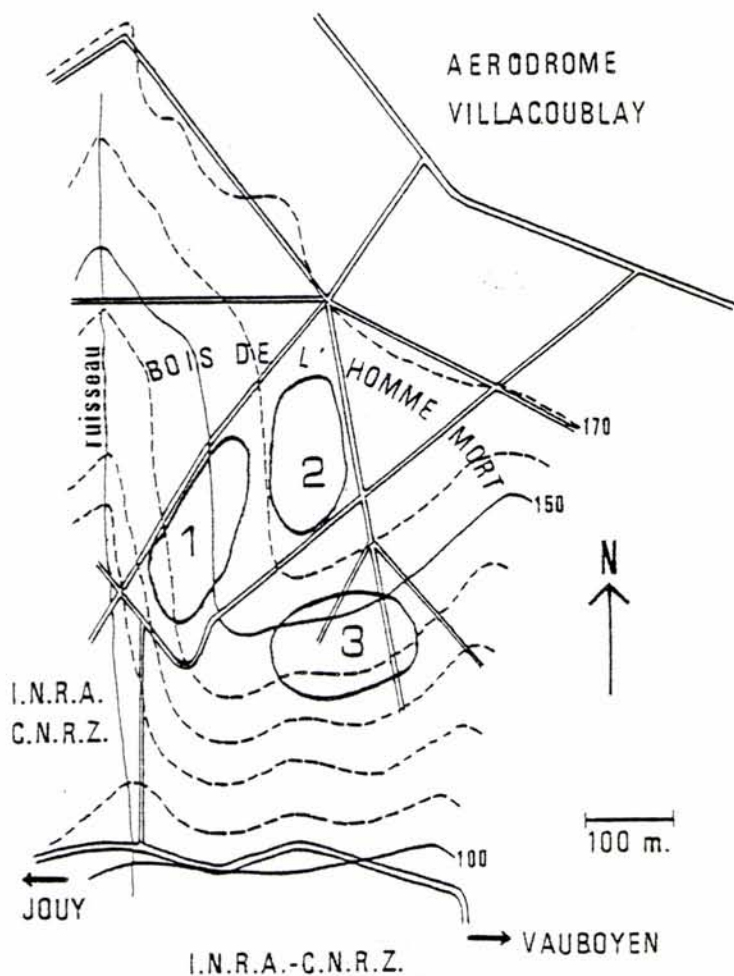 AERODROME
VILLACOUBLAY
BOIS DE L' HOMME MORT
ruisseau
170
150
1
2
3
N
I.N.R.A.
C.N.R.Z.
100 m.
100
JOUY
VAUBOYEN
I.N.R.A.-C.N.R.Z.